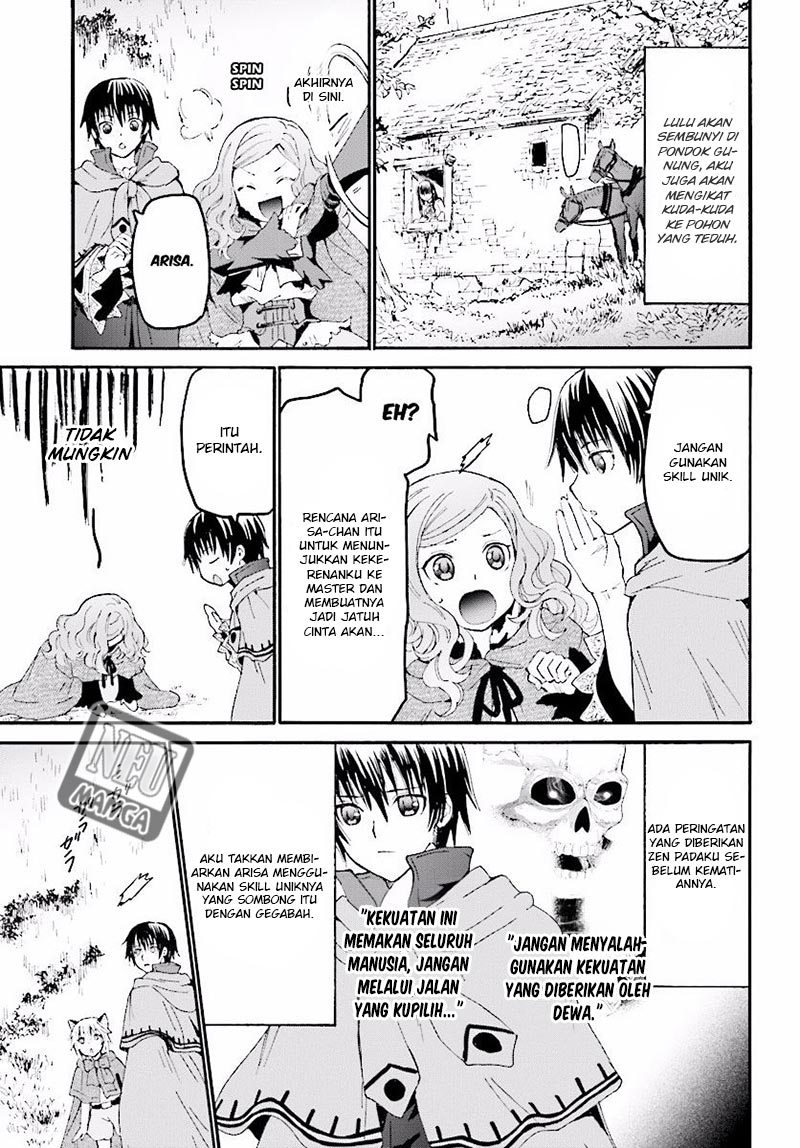 LULU AKAN
SEMBUNYI DI
PONDOK GU-
NUNG, AKU
JUGA AKAN
MENGIKAT
KUDA-KUDA
KE POHON
YANG TEDUH.
AKHIRNYA
DI SINI.
SPIN
SPIN
ARISA.
JANGAN
GUNAKAN
SKILL UNIK.
EH?
RENCANA ARI-
SA-CHAN ITU
UNTUK MENUN-
JUKKAN KEKE-
RENANKU KE
MASTER DAN
MEMBUATNYA
JADI JATUH
CINTA AKAN...
ITU
PERINTAH.
TIDAK
MUNGKIN
ADA PERINGATAN
YANG DIBERIKAN
ZEN PADAKU SE-
BELUM KEMATI-
ANNYA.
"JANGAN MENYALAH-
GUNAKAN KEKUATAN
YANG DIBERIKAN OLEH
DEWA."
"KEKUATAN INI
MEMAKAN SELURUH
MANUSIA, JANGAN
MELALUI JALAN
YANG KUPILIH..."
AKU TAKKAN MEMBI-
ARKAN ARISA MENGGU-
NAKAN SKILL UNIKNYA
YANG SOMBONG ITU
DENGAN GEGABAH.
NEU
MANGA